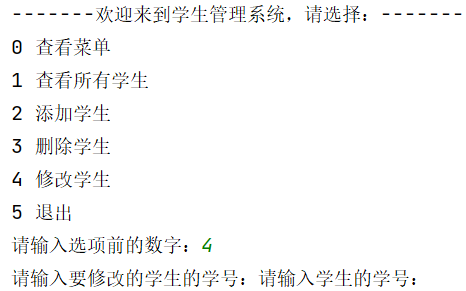 -------欢迎来到学生管理系统，请选择：-------
0 查看菜单
1 查看所有学生
2 添加学生
3 删除学生
4 修改学生
5 退出
请输入选项前的数字：4
请输入要修改的学生的学号：请输入学生的学号：